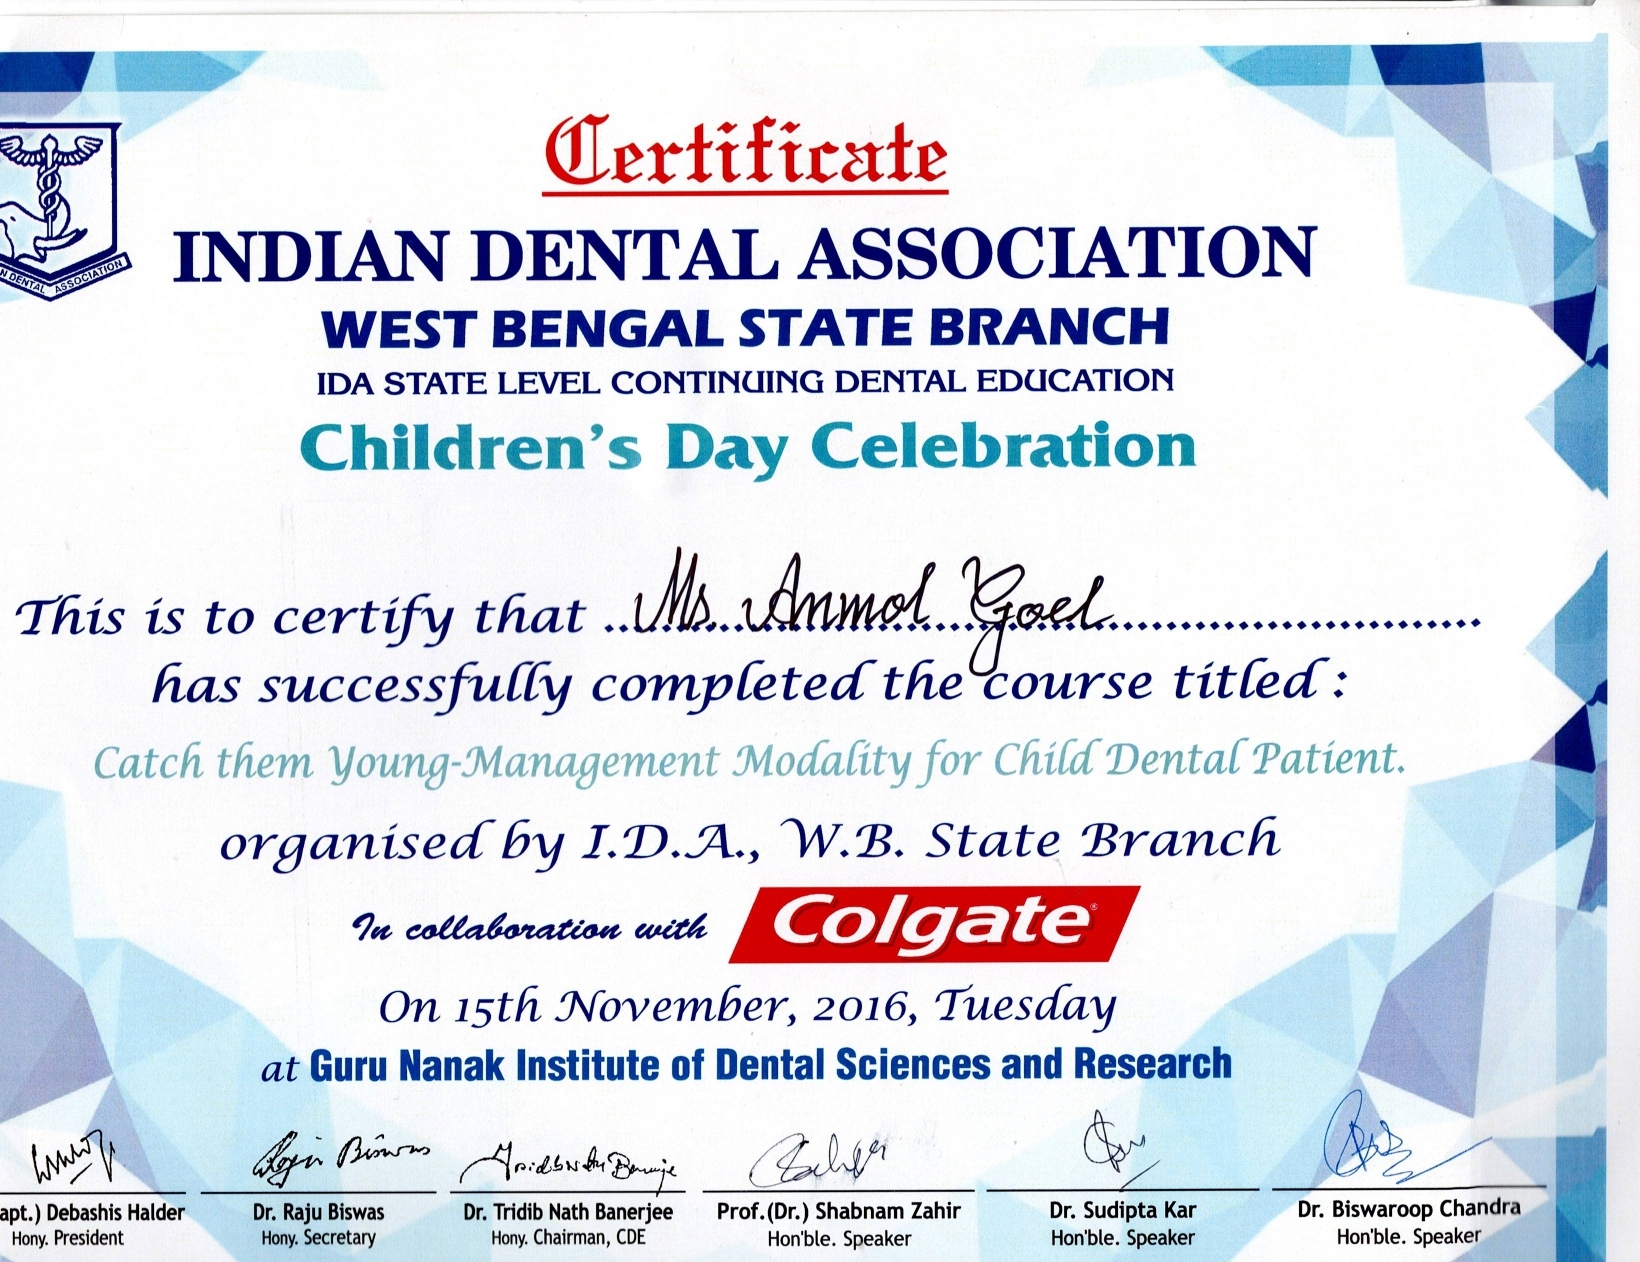 Certificate
INDIAN DENTAL ASSOCIATION
WEST BENGAL STATE BRANCH
IDA STATE LEVEL CONTINUING DENTAL EDUCATION
Children's Day Celebration
N DENTAL ASSOCIATION
This is to certify that ..... Ms. Anmol Goel .....
has successfully completed the course titled :
Catch them Young-Management Modality for Child Dental Patient.
organised by I.D.A., W.B. State Branch
In collaboration with Colgate®
On 15th November, 2016, Tuesday
at Guru Nanak Institute of Dental Sciences and Research
Raju Biswas Tridib Nath Banerjee
apt.) Debashis Halder Dr. Raju Biswas Dr. Tridib Nath Banerjee Prof.(Dr.) Shabnam Zahir Dr. Sudipta Kar Dr. Biswaroop Chandra
Hony. President Hony. Secretary Hony. Chairman, CDE Hon'ble. Speaker Hon'ble. Speaker Hon'ble. Speaker